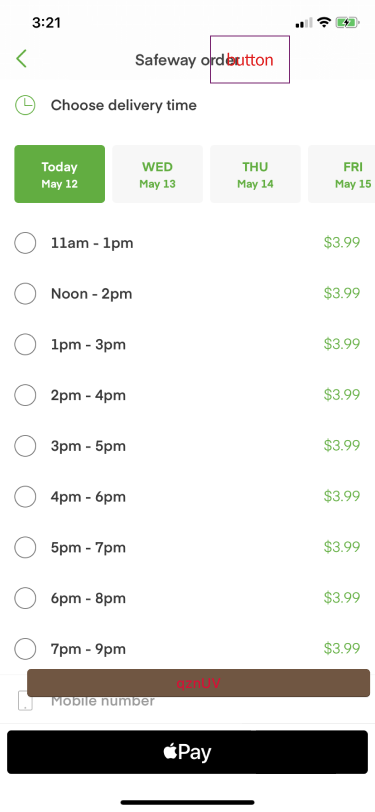 3:21
Safeway order
button
Choose delivery time
Today
May 12
WED
May 13
THU
May 14
FRI
May 15
11am - 1pm $3.99
Noon - 2pm $3.99
1pm - 3pm $3.99
2pm - 4pm $3.99
3pm - 5pm $3.99
4pm - 6pm $3.99
5pm - 7pm $3.99
6pm - 8pm $3.99
7pm - 9pm $3.99
qznUV
Mobile number
Pay